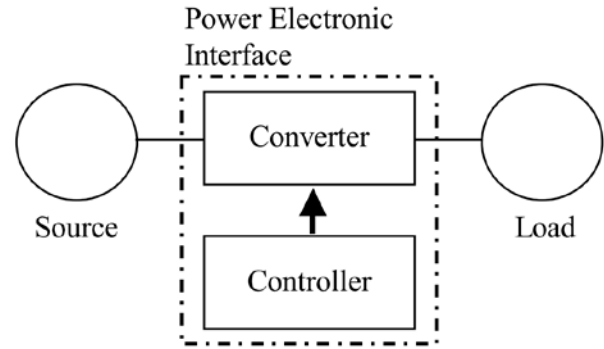 Power Electronic
Interface
Converter
Source
Load
Controller